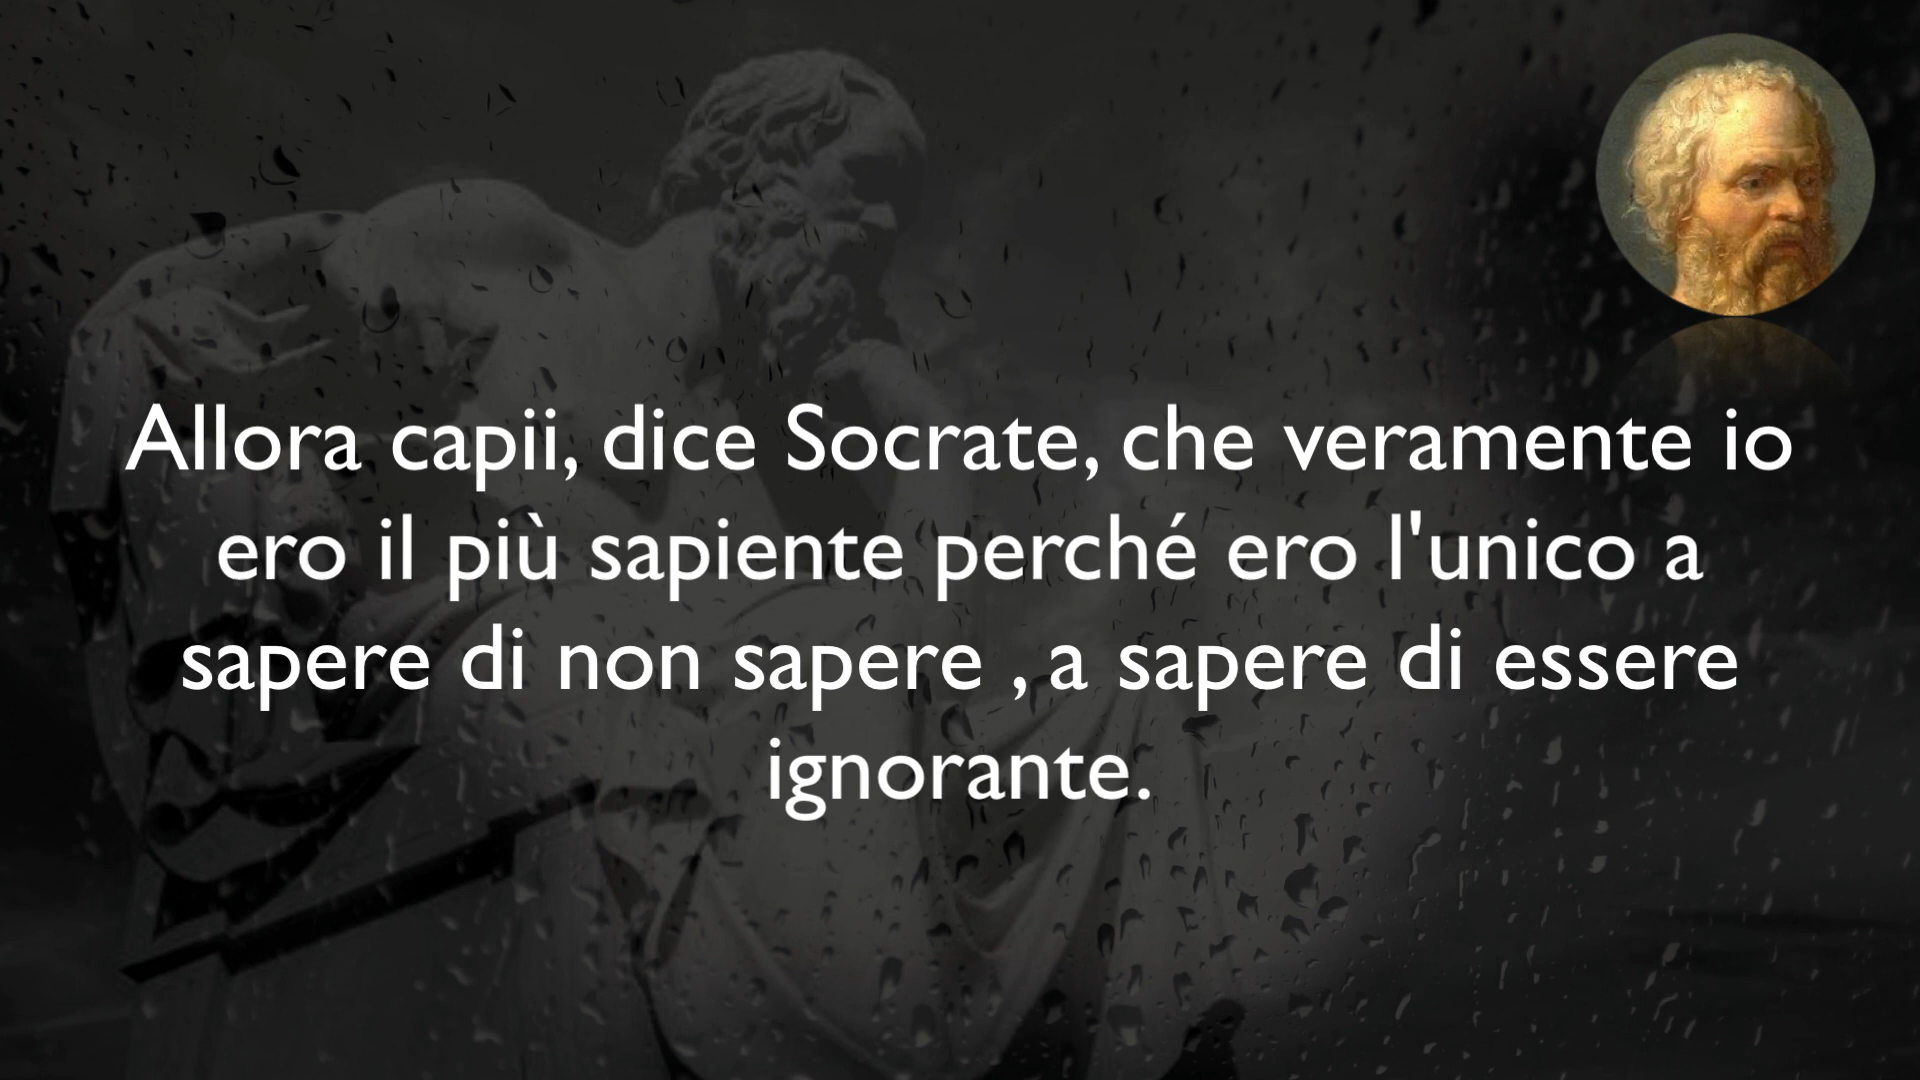 Allora capii, dice Socrate, che veramente io
ero il più sapiente perché ero l'unico a
sapere di non sapere , a sapere di essere
ignorante.